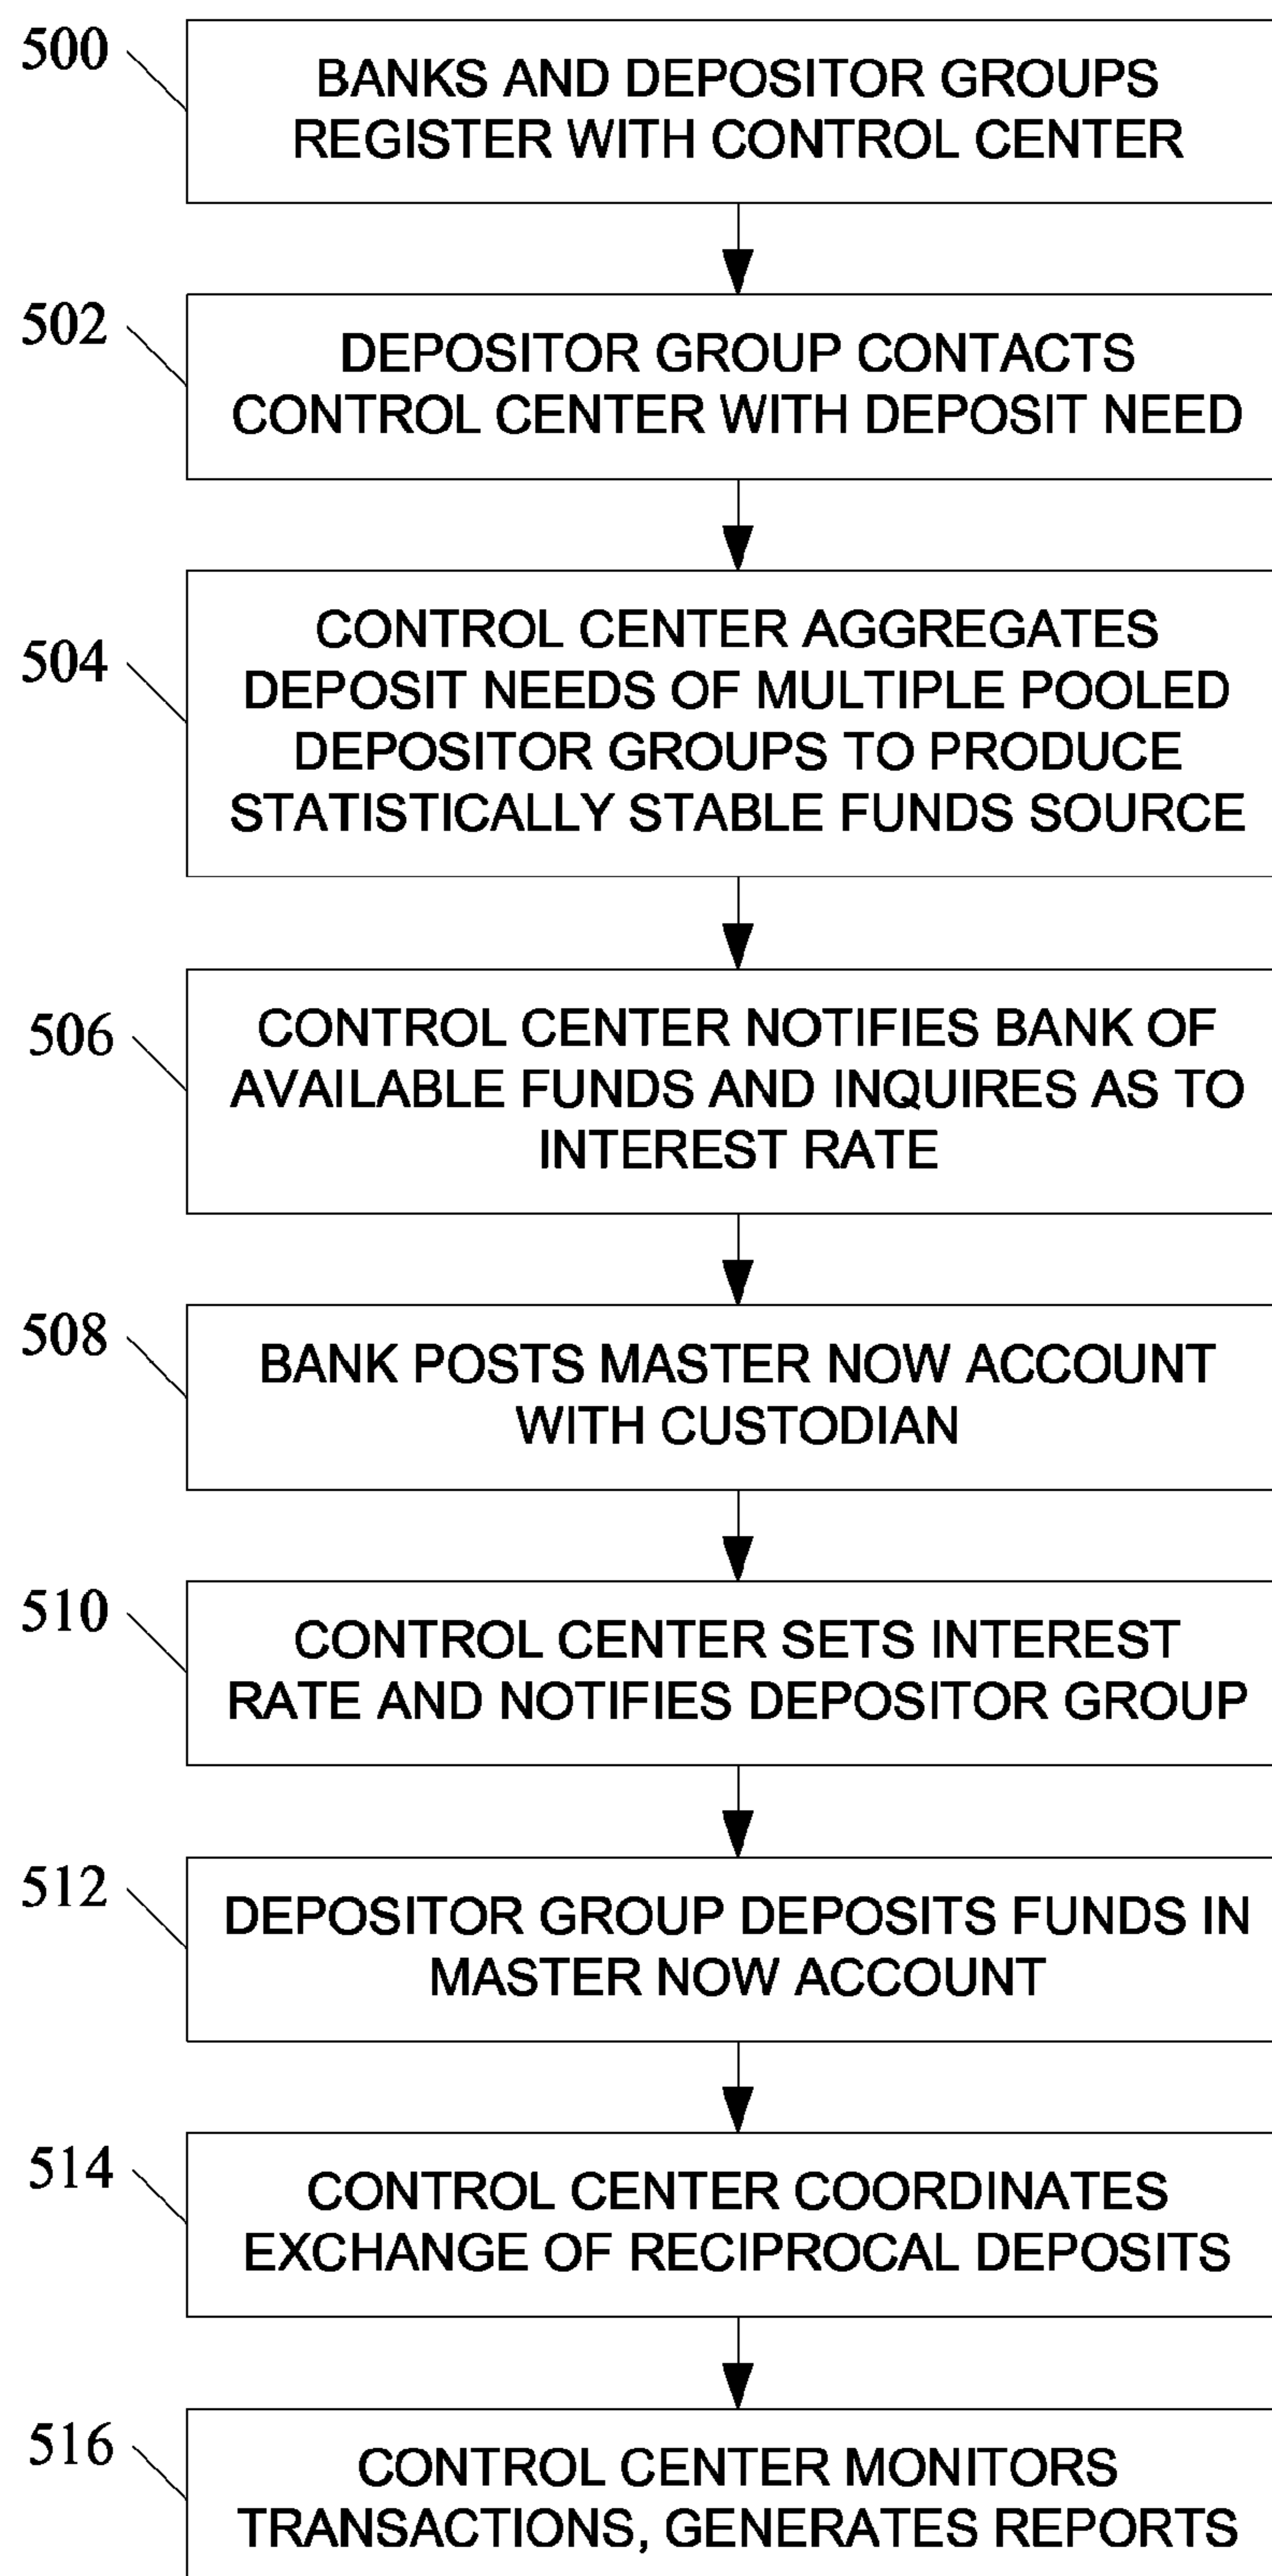 500
BANKS AND DEPOSITOR GROUPS
REGISTER WITH CONTROL CENTER
502
DEPOSITOR GROUP CONTACTS
CONTROL CENTER WITH DEPOSIT NEED
504
CONTROL CENTER AGGREGATES
DEPOSIT NEEDS OF MULTIPLE POOLED
DEPOSITOR GROUPS TO PRODUCE
STATISTICALLY STABLE FUNDS SOURCE
506
CONTROL CENTER NOTIFIES BANK OF
AVAILABLE FUNDS AND INQUIRES AS TO
INTEREST RATE
508
BANK POSTS MASTER NOW ACCOUNT
WITH CUSTODIAN
510
CONTROL CENTER SETS INTEREST
RATE AND NOTIFIES DEPOSITOR GROUP
512
DEPOSITOR GROUP DEPOSITS FUNDS IN
MASTER NOW ACCOUNT
514
CONTROL CENTER COORDINATES
EXCHANGE OF RECIPROCAL DEPOSITS
516
CONTROL CENTER MONITORS
TRANSACTIONS, GENERATES REPORTS